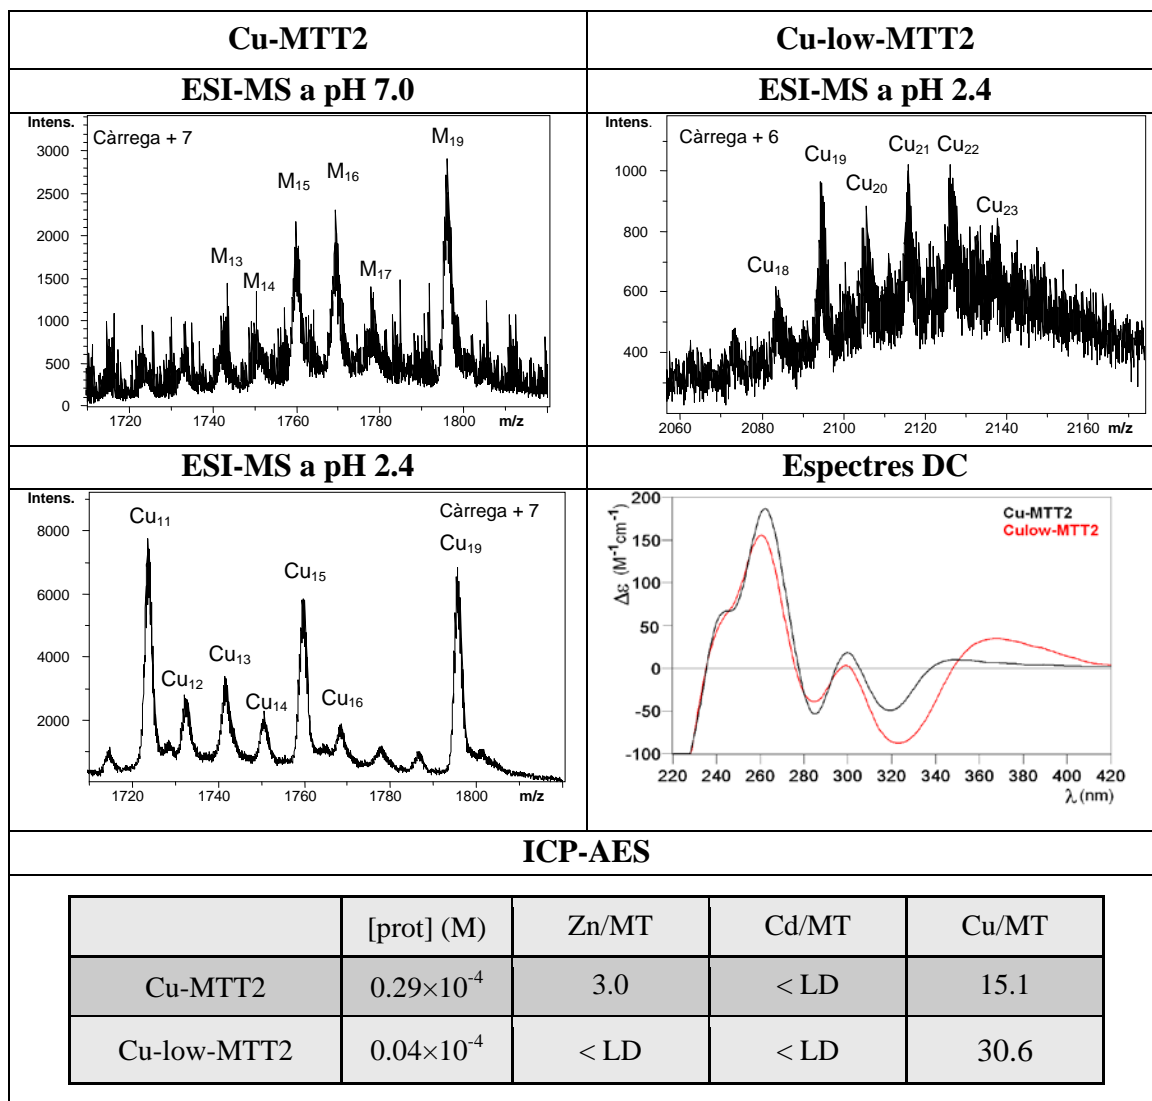 Cu-MTT2
Cu-low-MTT2
ESI-MS a pH 7.0
ESI-MS a pH 2.4
Intens.
Càrrega + 7
3000
2500
2000
1500
1000
500
0
M13
M14
M15
M16
M17
M19
1720 1740 1760 1780 1800 m/z
Intens.
Càrrega + 6
1000
800
600
400
Cu18
Cu19
Cu20
Cu21
Cu22
Cu23
2060 2080 2100 2120 2140 2160 m/z
ESI-MS a pH 2.4
Espectres DC
Intens.
Càrrega + 7
8000
6000
4000
2000
Cu11
Cu12
Cu13
Cu14
Cu15
Cu16
Cu19
1720 1740 1760 1780 1800 m/z
Δε (M-1cm-1)
200
150
100
50
0
-50
-100
Cu-MTT2
Culow-MTT2
220 240 260 280 300 320 340 360 380 400 420
λ (nm)
ICP-AES
[prot] (M) Zn/MT Cd/MT Cu/MT
Cu-MTT2 0.29×10-4 3.0 < LD 15.1
Cu-low-MTT2 0.04×10-4 < LD < LD 30.6